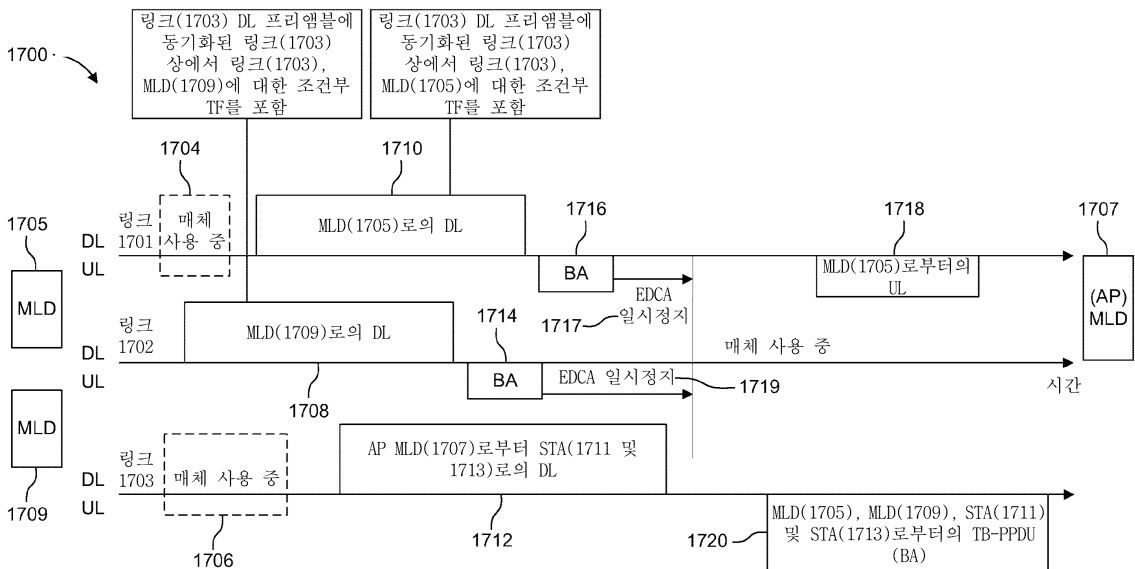 1700
링크(1703) DL 프리앰블에
동기화된 링크(1703)
상에서 링크(1703),
MLD(1709)에 대한 조건부
TF를 포함
링크(1703) DL 프리앰블에
동기화된 링크(1703)
상에서 링크(1703),
MLD(1705)에 대한 조건부
TF를 포함
1704
1710
1705
링크
1701
DL
UL
매체
사용 중
MLD(1705)로의 DL
1716
BA
EDCA
일시정지
1717
1718
MLD(1705)로부터의
UL
1707
(AP)
MLD
MLD
링크
1702
DL
UL
MLD(1709)로의 DL
1708
1714
BA
EDCA 일시정지
1719
매체 사용 중
시간
MLD
1709
링크
1703
DL
UL
매체 사용 중
1706
AP MLD(1707)로부터 STA(1711 및
1713)로의 DL
1712
1720
MLD(1705), MLD(1709), STA(1711)
및 STA(1713)로부터의 TB-PPDU
(BA)